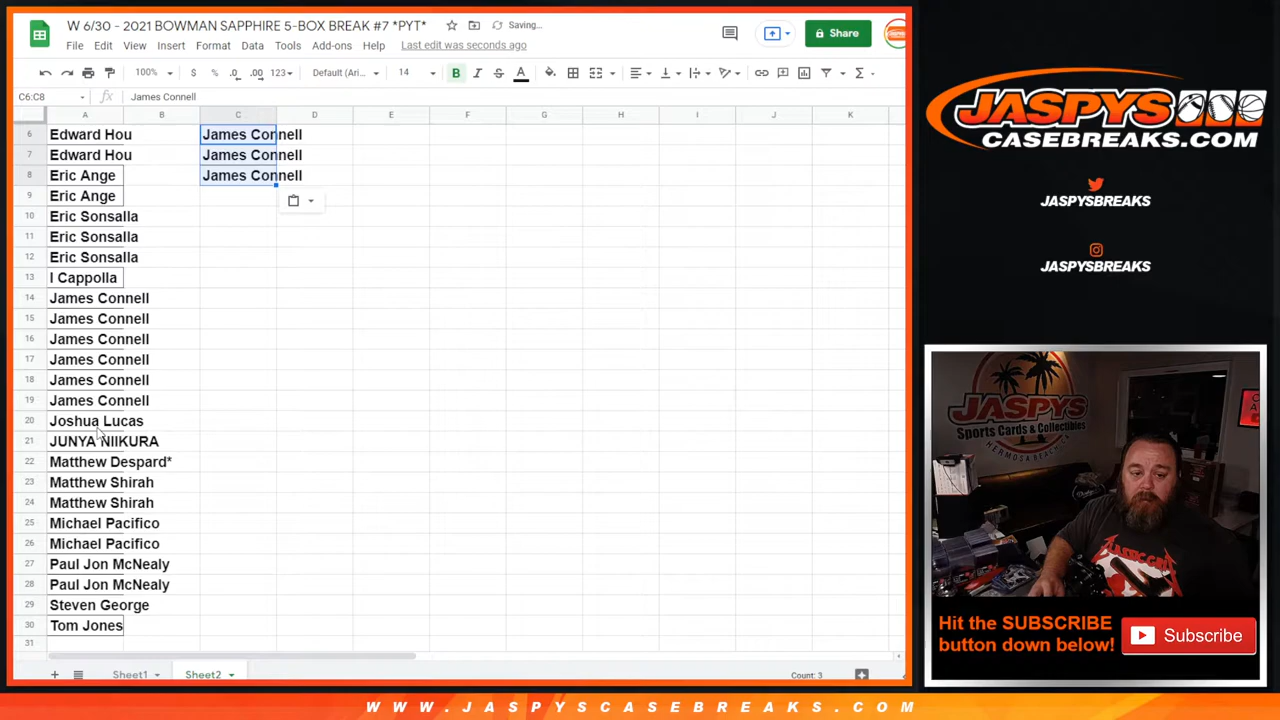 W 6/30 - 2021 BOWMAN SAPPHIRE 5-BOX BREAK #7 *PYT*
Saving...
File Edit View Insert Format Data Tools Add-ons Help Last edit was seconds ago
Share
100% $ % .0 .00 123 Default (Ari... 14 B I S A
C6:C8 fx James Connell
A B C D E F G H I J K
6 Edward Hou James Connell
7 Edward Hou James Connell
8 Eric Ange James Connell
9 Eric Ange
10 Eric Sonsalla
11 Eric Sonsalla
12 Eric Sonsalla
13 I Cappolla
14 James Connell
15 James Connell
16 James Connell
17 James Connell
18 James Connell
19 James Connell
20 Joshua Lucas
21 JUNYA NIIKURA
22 Matthew Despard*
23 Matthew Shirah
24 Matthew Shirah
25 Michael Pacifico
26 Michael Pacifico
27 Paul Jon McNealy
28 Paul Jon McNealy
29 Steven George
30 Tom Jones
31
Sheet1 Sheet2 Count: 3
JASPYS
CASEBREAKS.COM
JASPYSBREAKS
JASPYSBREAKS
JASPYS
Sports Cards & Collectibles
HERMOSA BEACH, CA
Hit the SUBSCRIBE
button down below!
Subscribe
WWW.JASPYSCASEBREAKS.COM